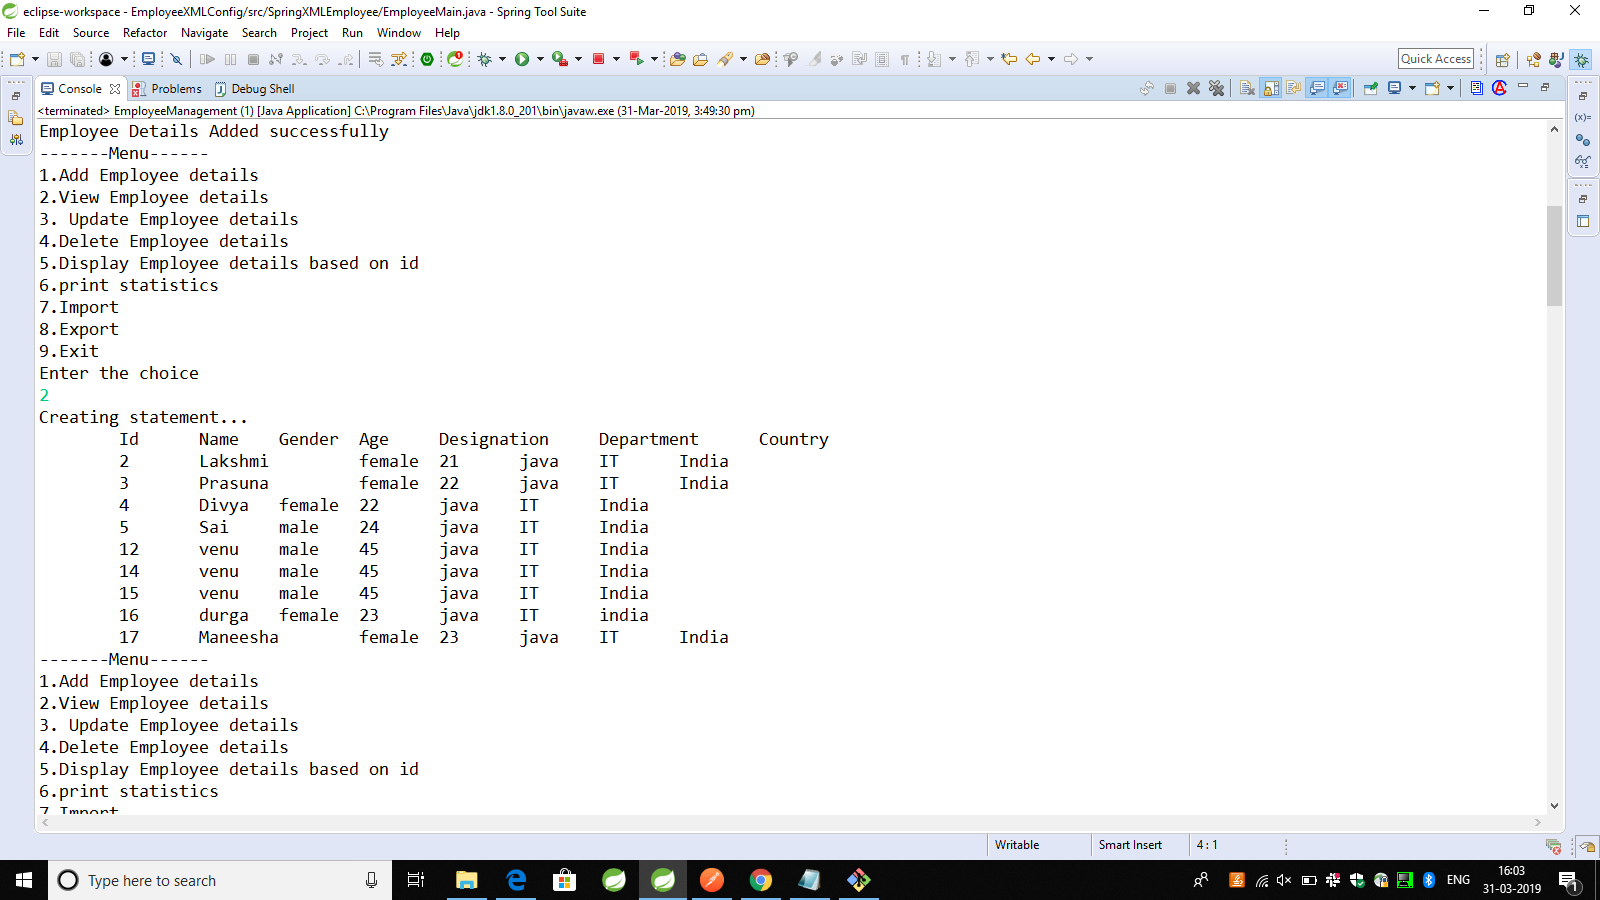 eclipse-workspace - EmployeeXMLConfig/src/SpringXMLEmployee/EmployeeMain.java - Spring Tool Suite
File Edit Source Refactor Navigate Search Project Run Window Help
Quick Access
Console Problems Debug Shell
<terminated> EmployeeManagement (1) [Java Application] C:\Program Files\Java\jdk1.8.0_201\bin\javaw.exe (31-Mar-2019, 3:49:30 pm)
Employee Details Added successfully
-------Menu------
1.Add Employee details
2.View Employee details
3. Update Employee details
4.Delete Employee details
5.Display Employee details based on id
6.print statistics
7.Import
8.Export
9.Exit
Enter the choice
2
Creating statement...
Id Name Gender Age Designation Department Country
2 Lakshmi female 21 java IT India
3 Prasuna female 22 java IT India
4 Divya female 22 java IT India
5 Sai male 24 java IT India
12 venu male 45 java IT India
14 venu male 45 java IT India
15 venu male 45 java IT India
16 durga female 23 java IT india
17 Maneesha female 23 java IT India
-------Menu------
1.Add Employee details
2.View Employee details
3. Update Employee details
4.Delete Employee details
5.Display Employee details based on id
6.print statistics
7.Import
Writable Smart Insert 4 : 1
Type here to search
ENG
16:03
31-03-2019
1